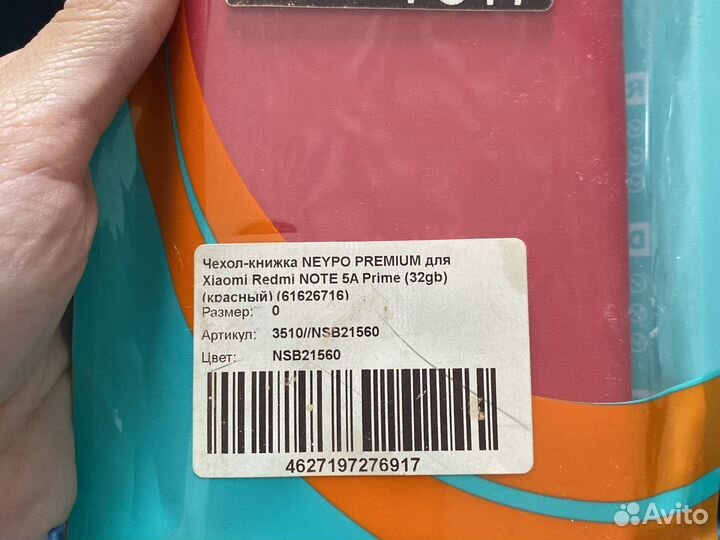 Чехол-книжка NEYPO PREMIUM для
Xiaomi Redmi NOTE 5A Prime (32gb)
(красный) (61626716)
Размер: 0
Артикул: 3510//NSB21560
Цвет: NSB21560
4627197276917
Avito